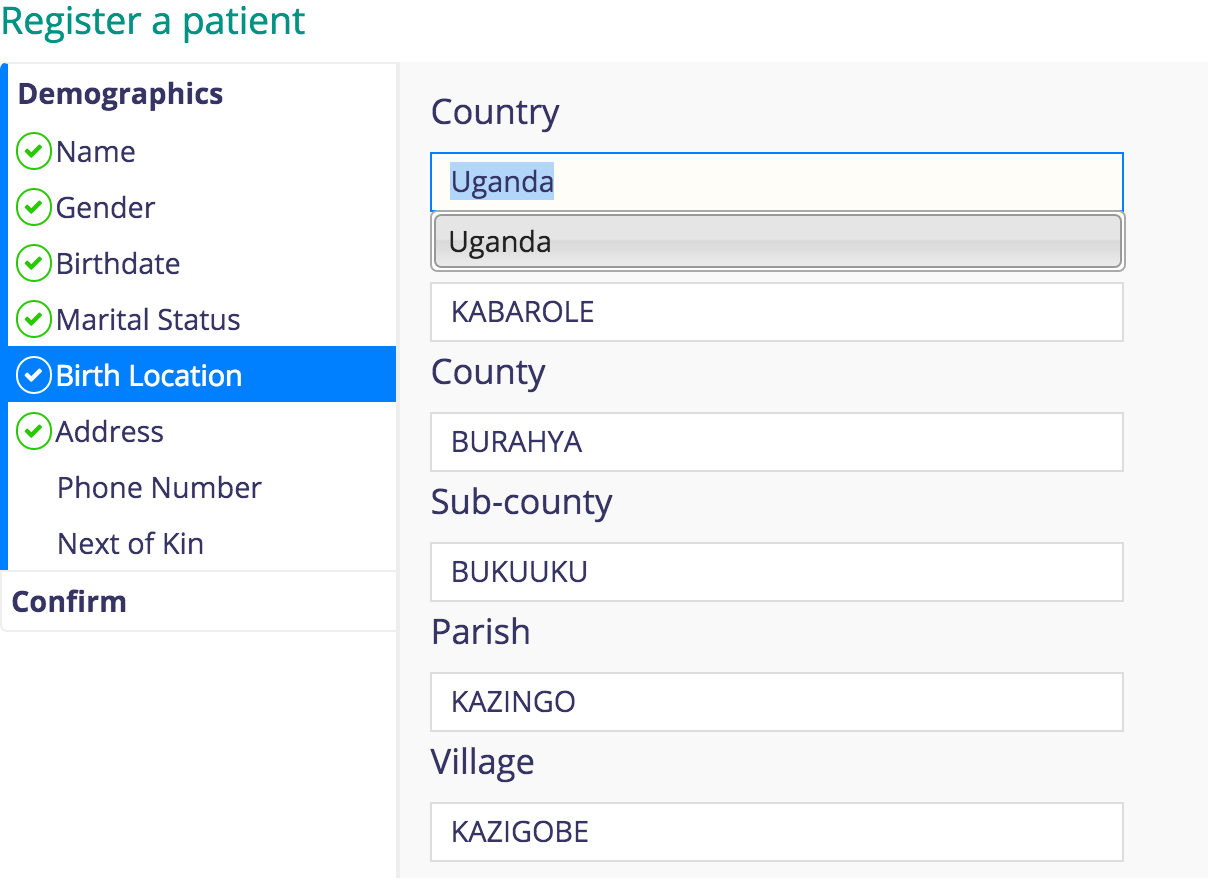 Register a patient
Demographics
Name
Gender
Birthdate
Marital Status
Birth Location
Address
Phone Number
Next of Kin
Confirm
Country
Uganda
Uganda
KABAROLE
County
BURAHYA
Sub-county
BUKUUKU
Parish
KAZINGO
Village
KAZIGOBE